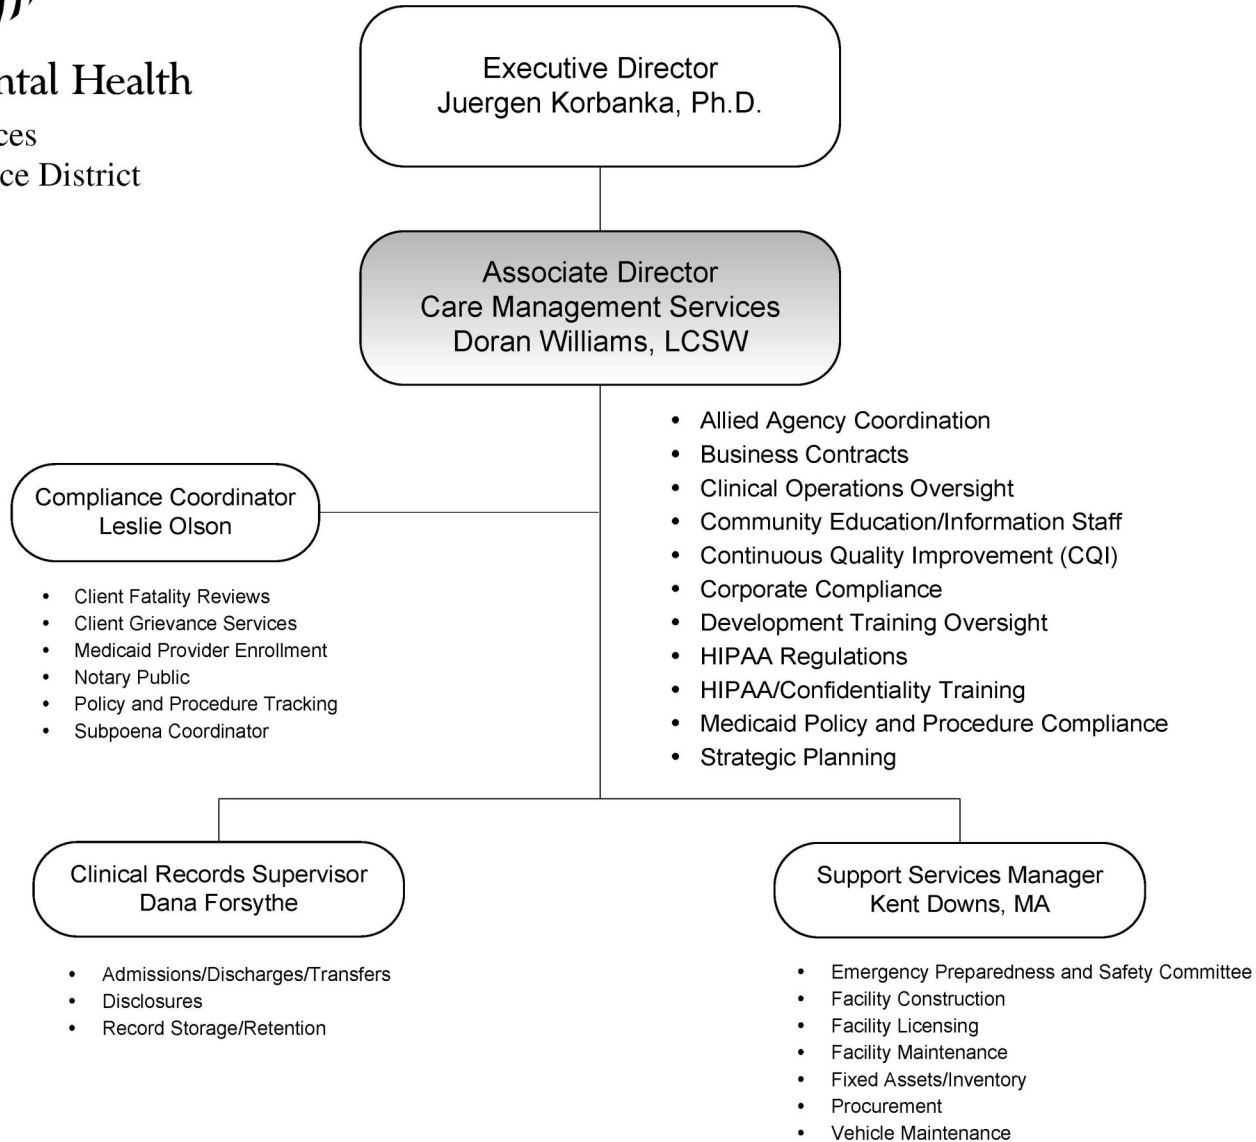 ntal Health
ces
ce District
Executive Director
Juergen Korbanka, Ph.D.
Associate Director
Care Management Services
Doran Williams, LCSW
• Allied Agency Coordination
• Business Contracts
• Clinical Operations Oversight
• Community Education/Information Staff
• Continuous Quality Improvement (CQI)
• Corporate Compliance
• Development Training Oversight
• HIPAA Regulations
• HIPAA/Confidentiality Training
• Medicaid Policy and Procedure Compliance
• Strategic Planning
Compliance Coordinator
Leslie Olson
• Client Fatality Reviews
• Client Grievance Services
• Medicaid Provider Enrollment
• Notary Public
• Policy and Procedure Tracking
• Subpoena Coordinator
Clinical Records Supervisor
Dana Forsythe
• Admissions/Discharges/Transfers
• Disclosures
• Record Storage/Retention
Support Services Manager
Kent Downs, MA
• Emergency Preparedness and Safety Committee
• Facility Construction
• Facility Licensing
• Facility Maintenance
• Fixed Assets/Inventory
• Procurement
• Vehicle Maintenance